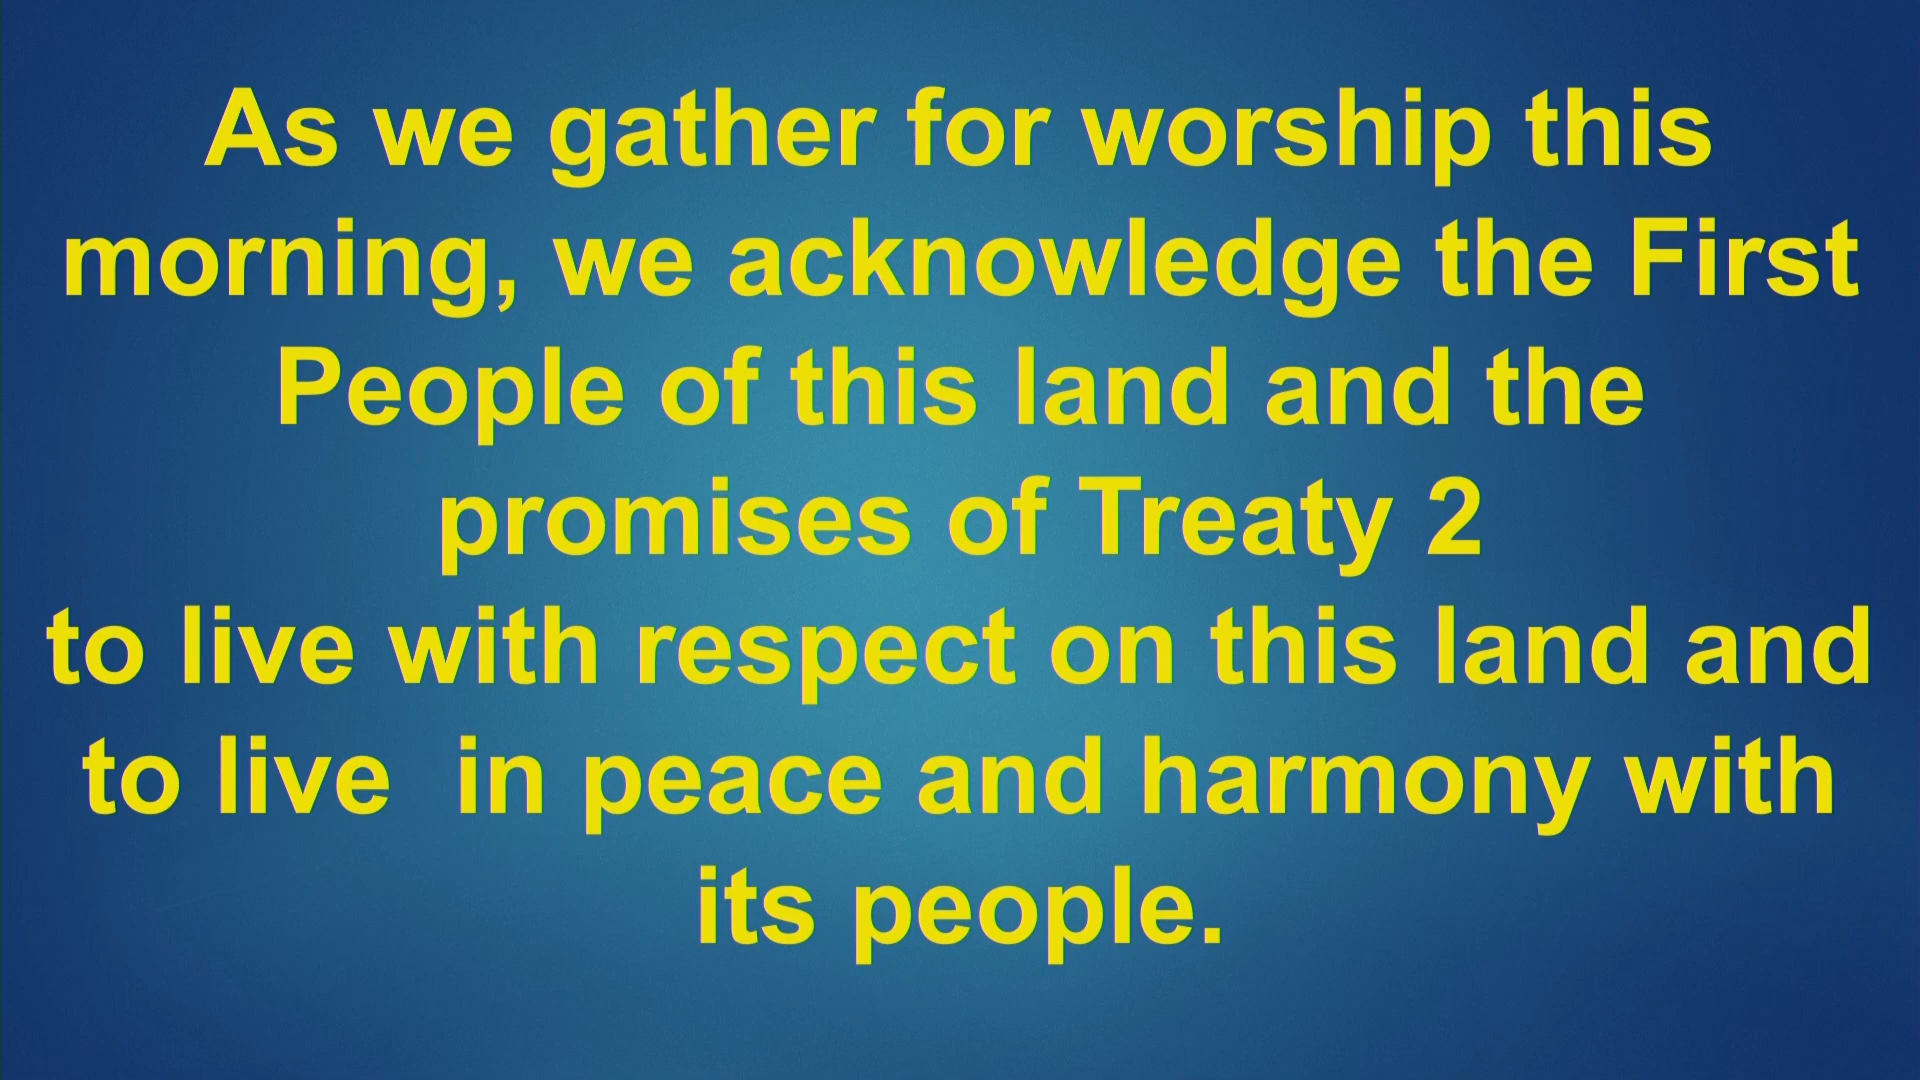 As we gather for worship this
morning, we acknowledge the First
People of this land and the
promises of Treaty 2
to live with respect on this land and
to live  in peace and harmony with
its people.